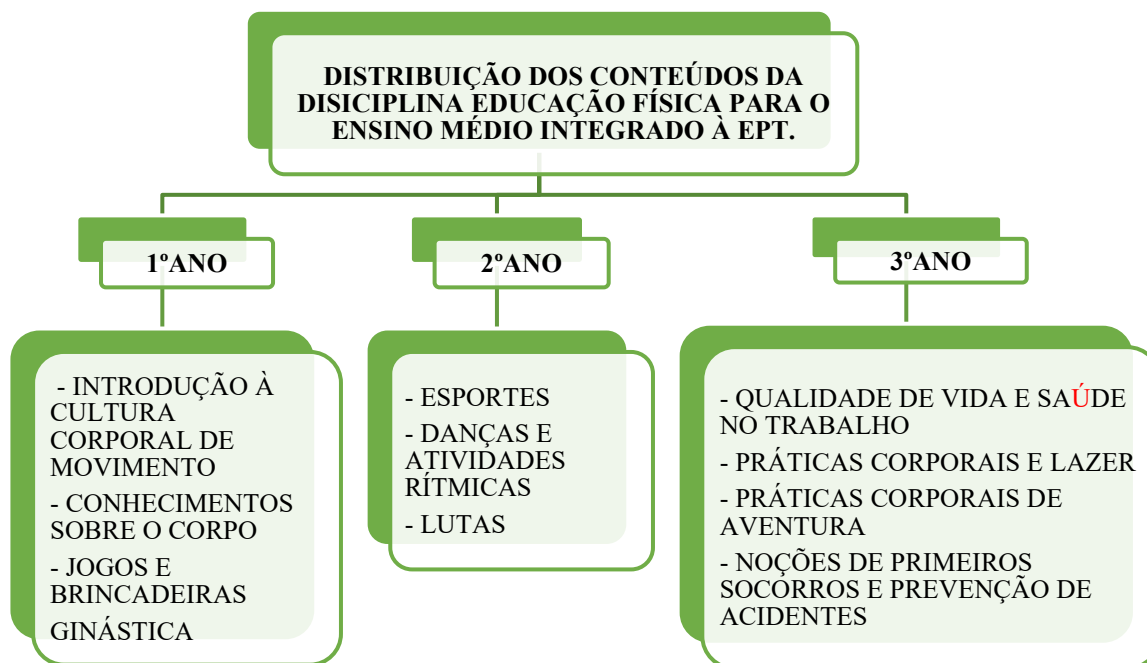 DISTRIBUIÇÃO DOS CONTEÚDOS DA
DISICIPLINA EDUCAÇÃO FÍSICA PARA O
ENSINO MÉDIO INTEGRADO À EPT.
1ºANO
- INTRODUÇÃO À
CULTURA
CORPORAL DE
MOVIMENTO
- CONHECIMENTOS
SOBRE O CORPO
- JOGOS E
BRINCADEIRAS
GINÁSTICA
2ºANO
- ESPORTES
- DANÇAS E
ATIVIDADES
RÍTMICAS
- LUTAS
3ºANO
- QUALIDADE DE VIDA E SAÚDE
NO TRABALHO
- PRÁTICAS CORPORAIS E LAZER
- PRÁTICAS CORPORAIS DE
AVENTURA
- NOÇÕES DE PRIMEIROS
SOCORROS E PREVENÇÃO DE
ACIDENTES